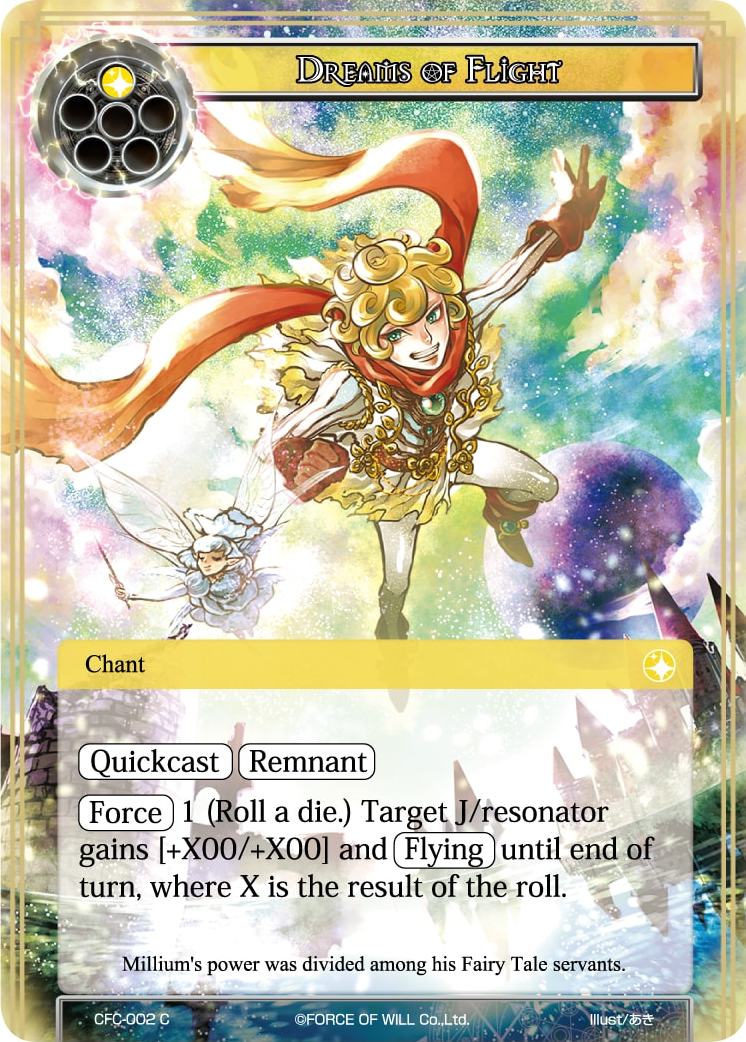 Dreams of Flight
Chant
Quickcast Remnant
Force 1 (Roll a die.) Target J/resonator
gains [+X00/+X00] and Flying until end of
turn, where X is the result of the roll.
Millium's power was divided among his Fairy Tale servants.
CFC-002 C ©FORCE OF WILL Co.,Ltd. Illust/あき